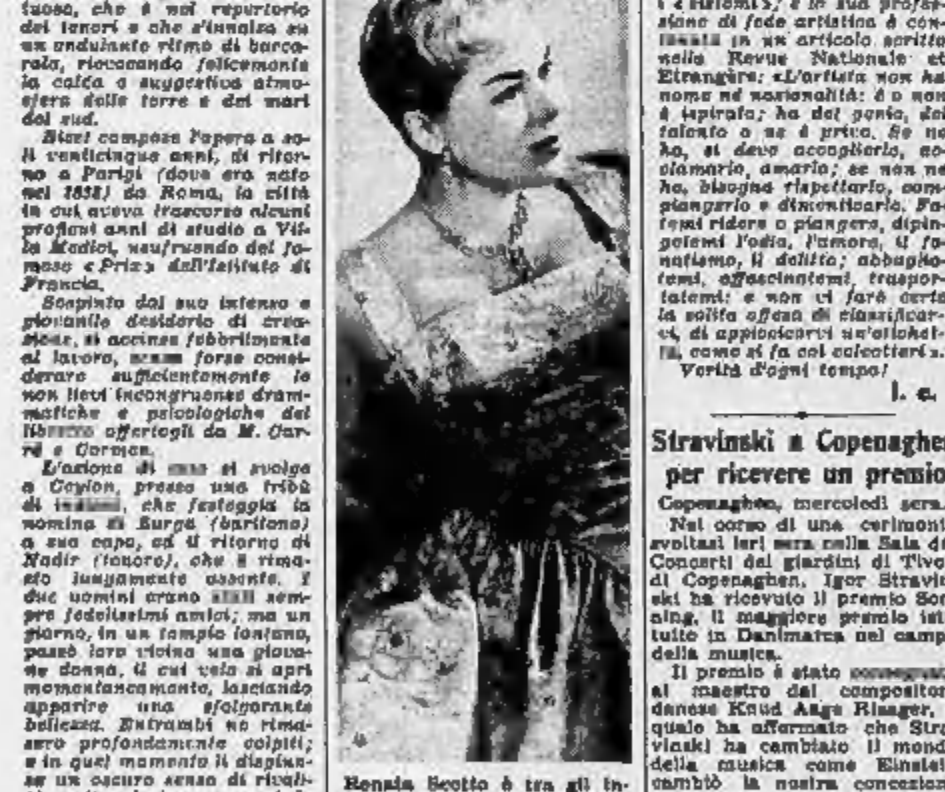 tuosa, che è nel repertorio
dei tenori e che s'innalza su
un ondulante ritmo di barca-
rola, rievocando felicemente
la calda e suggestiva atmo-
sfera delle terre e dei mari
del sud.
Bizet compose l'opera a so-
li venticinque anni, di ritor-
no a Parigi (dove era nato
nel 1838) da Roma, la città
in cui aveva trascorso alcuni
proficui anni di studio a Vil-
la Medici, usufruendo del fa-
moso «Prix» dell'Istituto di
Francia.
Sospinto dal suo intenso e
giovanile desiderio di crea-
zione, si accinse febbrilmente
al lavoro, senza forse consi-
derare sufficientemente le
non lievi incongruenze dram-
matiche e psicologiche del
libretto offertogli da M. Car-
ré e Cormon.
L'azione di si svolge
a Ceylon, presso una tribù
di che festeggia la
nomina di Zurga (baritono)
a suo capo, ed il ritorno di
Nadir (tenore), che è rima-
sto lungamente assente. I
due uomini erano stati sem-
pre fedelissimi amici; ma un
giorno, in un tempio lontano,
passò loro vicina una giova-
ne donna, il cui velo si aprì
momentaneamente, lasciando
apparire una sfolgorante
bellezza. Entrambi ne rima-
sero profondamente colpiti;
e in quel momento li disgiun-
se un oscuro senso di rivali-
Renata Scotto è tra gli in-
sione di fede artistica è con-
in un articolo scritto
nella Revue Nationale et
Etrangère: «L'artista non ha
nome né nazionalità: è o non
è ispirato; ha del genio, del
talento o ne è privo. Se ne
ha, si deve accoglierlo, ac-
clamarlo, amarlo; se non ne
ha, bisogna rispettarlo, com-
piangerlo e dimenticarlo. Fa-
temi ridere o piangere, dipin-
getemi l'odio, l'amore, il fa-
natismo, il delitto; abbaglia-
temi, affascinatemi, traspor-
tatemi: e non vi farò certo
la solita offesa di classificar-
vi, di appiccicarvi un'etichet-
ta, come si fa coi coleotteri».
Verità d'ogni tempo!
l. c.
Stravinski a Copenaghen
per ricevere un premio
Copenaghen, mercoledì sera.
Nel corso di una cerimoni
svoltasi ieri sera nella Sala de
Concerti dei giardini di Tivo
di Copenaghen, Igor Stravin
ski ha ricevuto il premio Son
ning, il maggiore premio isti
tuito in Danimarca nel camp
della musica.
Il premio è stato
al maestro dal compositor
danese Knud Aage Riisager,
quale ha affermato che Stra
vinski ha cambiato il mond
della musica come Einstei
cambiò la nostra concezion